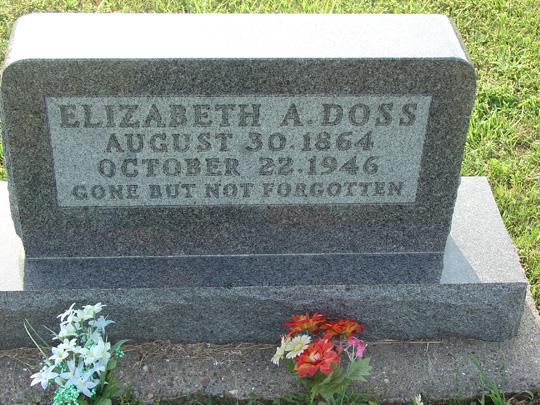 ELIZABETH A. DOSS
AUGUST 30. 1864
OCTOBER 22. 1946
GONE BUT NOT FORGOTTEN